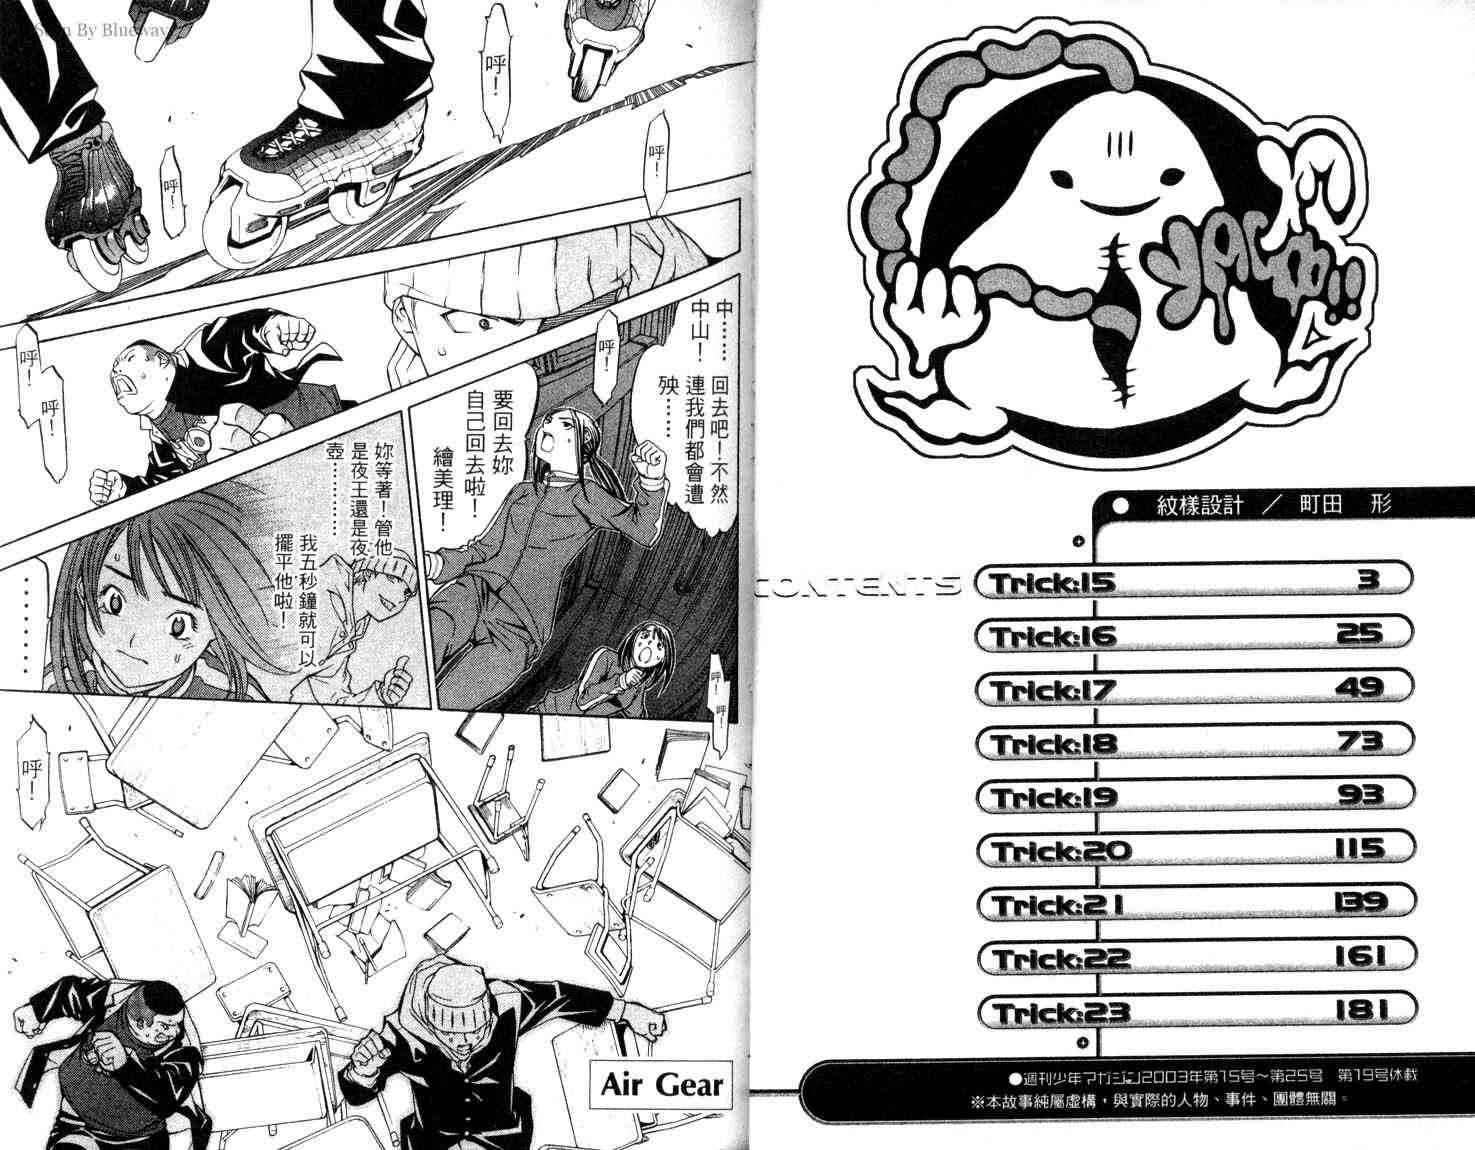 Scan By Bluewav
呼！
呼！
呼！
呼！
呼！
中……
中山！
回去吧！不然
連我們都會遭
殃……
呼！
要回去妳
自己回去啦！
繪美理！
妳等著！管他
是夜王還是夜
壺…………
我五秒鐘就可以
擺平他啦！
………
呼！
呼！
呼！
Air Gear
紋樣設計 ／ 町田 形
CONTENTS
Trick:15 3
Trick:16 25
Trick:17 49
Trick:18 73
Trick:19 93
Trick:20 115
Trick:21 139
Trick:22 161
Trick:23 181
●週刊少年マガジン2003年第15号～第25号 第19号休載
※本故事純屬虛構，與實際的人物、事件、團體無關。